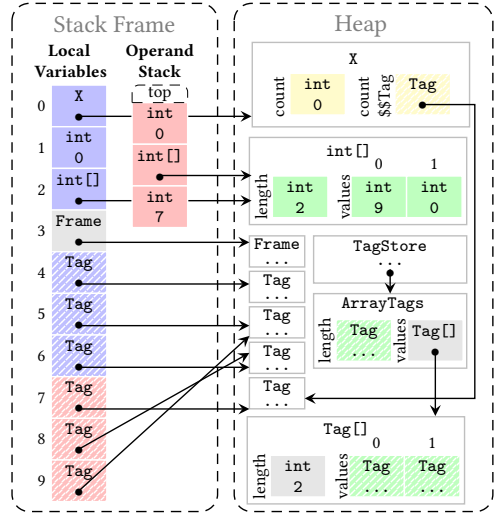 Stack Frame
Local
Variables
Operand
Stack
top
0
X
int
0
1
int
0
int[]
2
int[]
int
7
3
Frame
4
Tag
5
Tag
6
Tag
7
Tag
8
Tag
9
Tag
Heap
X
count
int
0
count
$$Tag
Tag
int[]
0 1
length
int
2
values
int
9
int
0
Frame
...
Tag
...
Tag
...
Tag
...
Tag
...
TagStore
...
ArrayTags
length
Tag
...
values
Tag[]
Tag[]
0 1
length
int
2
values
Tag
...
Tag
...